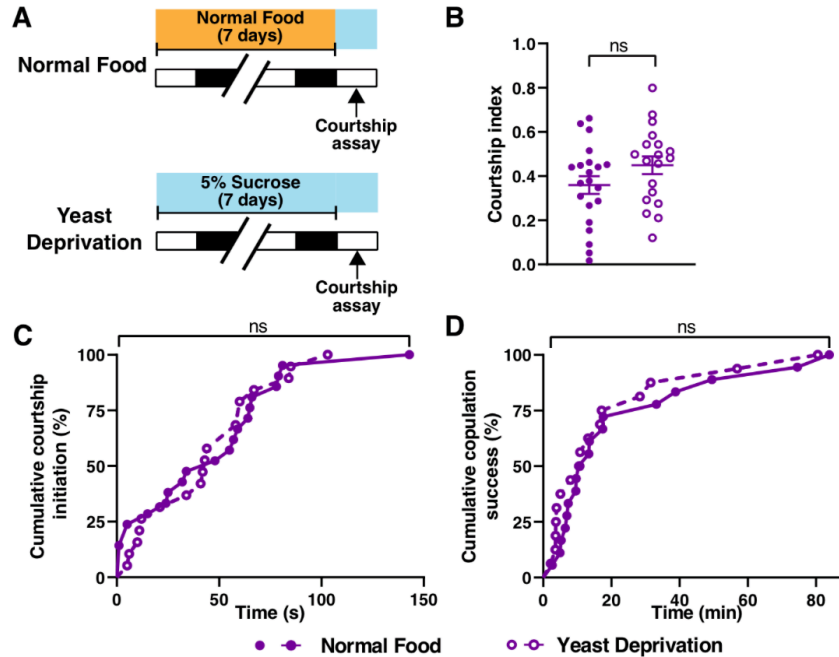 A
Normal Food
(7 days)
Normal Food
Courtship
assay
5% Sucrose
(7 days)
Yeast
Deprivation
Courtship
assay
B
ns
Courtship index
1.0
0.8
0.6
0.4
0.2
0.0
C
ns
Cumulative courtship
initiation (%)
100
75
50
25
0
0 50 100 150
Time (s)
D
ns
Cumulative copulation
success (%)
100
75
50
25
0
0 20 40 60 80
Time (min)
Normal Food
Yeast Deprivation